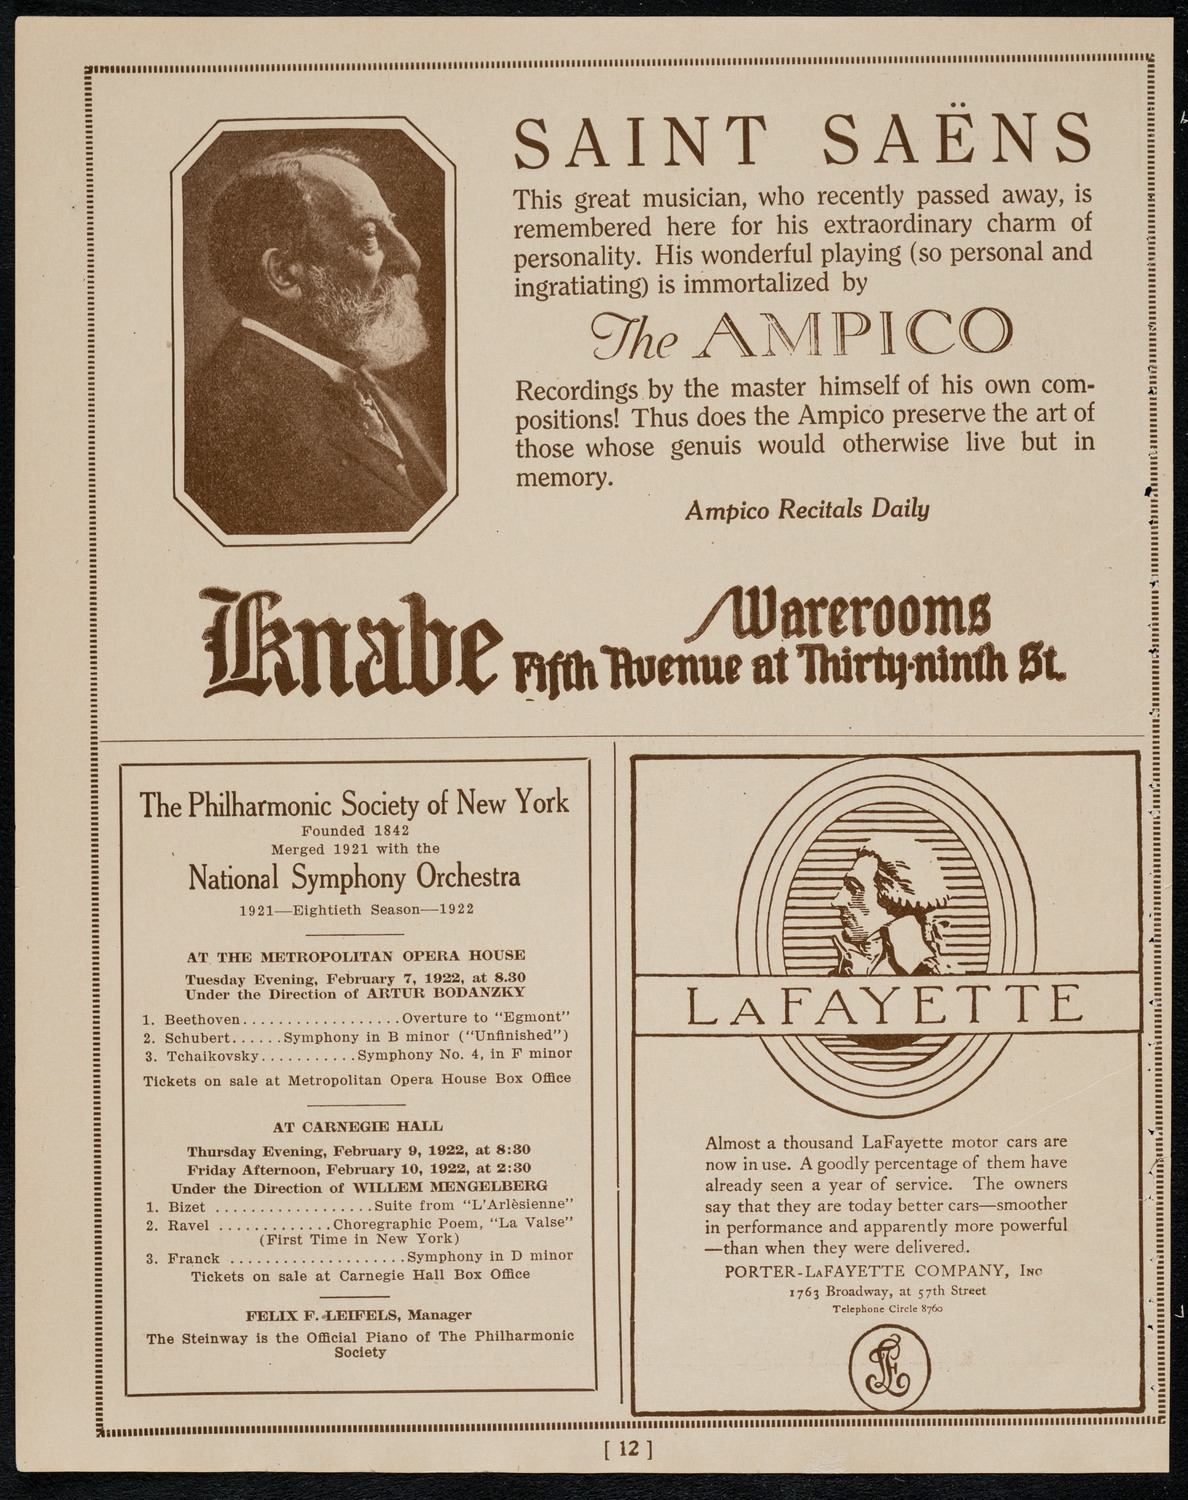 SAINT SAËNS
This great musician, who recently passed away, is
remembered here for his extraordinary charm of
personality. His wonderful playing (so personal and
ingratiating) is immortalized by
The AMPICO
Recordings by the master himself of his own com-
positions! Thus does the Ampico preserve the art of
those whose genuis would otherwise live but in
memory.
Ampico Recitals Daily
Knabe Warerooms
Fifth Avenue at Thirty-ninth St.
The Philharmonic Society of New York
Founded 1842
Merged 1921 with the
National Symphony Orchestra
1921—Eightieth Season—1922
AT THE METROPOLITAN OPERA HOUSE
Tuesday Evening, February 7, 1922, at 8.30
Under the Direction of ARTUR BODANZKY
1. Beethoven..................Overture to "Egmont"
2. Schubert......Symphony in B minor ("Unfinished")
3. Tchaikovsky...........Symphony No. 4, in F minor
Tickets on sale at Metropolitan Opera House Box Office
AT CARNEGIE HALL
Thursday Evening, February 9, 1922, at 8:30
Friday Afternoon, February 10, 1922, at 2:30
Under the Direction of WILLEM MENGELBERG
1. Bizet ..................Suite from "L'Arlèsienne"
2. Ravel .............Choregraphic Poem, "La Valse"
(First Time in New York)
3. Franck ....................Symphony in D minor
Tickets on sale at Carnegie Hall Box Office
FELIX F. LEIFELS, Manager
The Steinway is the Official Piano of The Philharmonic
Society
LAFAYETTE
Almost a thousand LaFayette motor cars are
now in use. A goodly percentage of them have
already seen a year of service. The owners
say that they are today better cars—smoother
in performance and apparently more powerful
—than when they were delivered.
PORTER-LAFAYETTE COMPANY, Inc
1763 Broadway, at 57th Street
Telephone Circle 8760
[ 12 ]